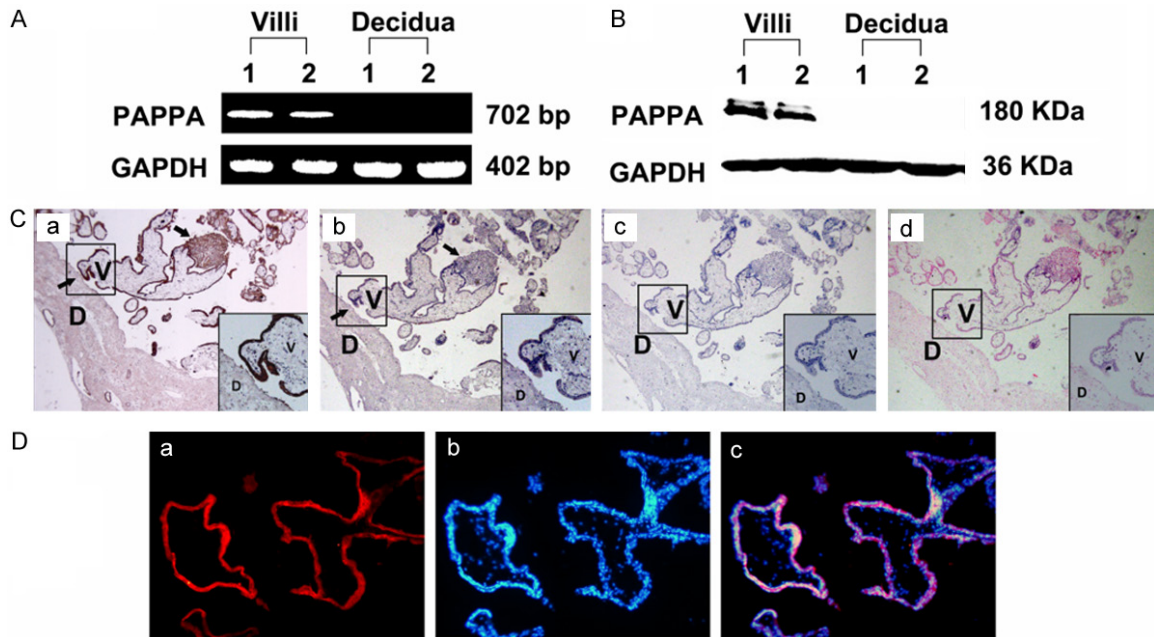 A
Villi Decidua
1 2 1 2
PAPPA 702 bp
GAPDH 402 bp
B
Villi Decidua
1 2 1 2
PAPPA 180 KDa
GAPDH 36 KDa
C
a
V
D
V
D
b
V
D
V
D
c
V
D
V
D
d
V
D
V
D
D
a
b
c